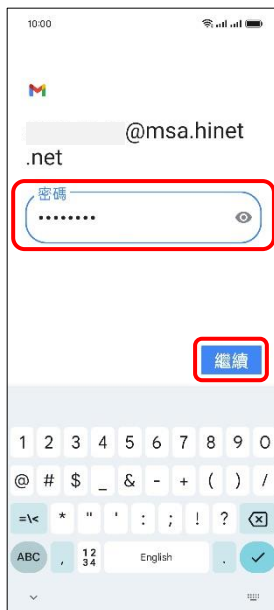 10:00
@msa.hinet
.net
密碼
••••••••
繼續
1 2 3 4 5 6 7 8 9 0
@ # $ _ & - + ( ) /
=\< * " ' : ; ! ?
ABC , 12 34 English .